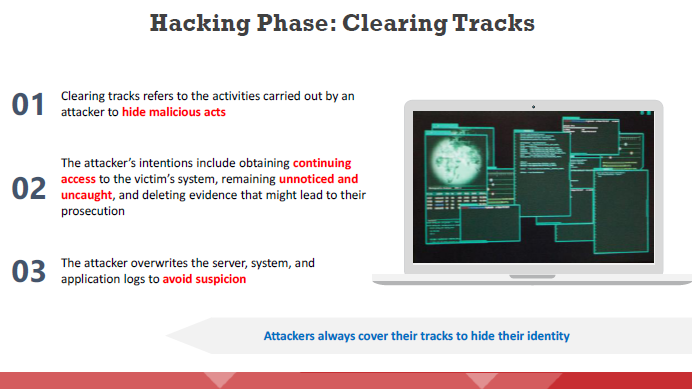 Hacking Phase: Clearing Tracks
01
Clearing tracks refers to the activities carried out by an
attacker to hide malicious acts
02
The attacker’s intentions include obtaining continuing
access to the victim’s system, remaining unnoticed and
uncaught, and deleting evidence that might lead to their
prosecution
03
The attacker overwrites the server, system, and
application logs to avoid suspicion
Attackers always cover their tracks to hide their identity